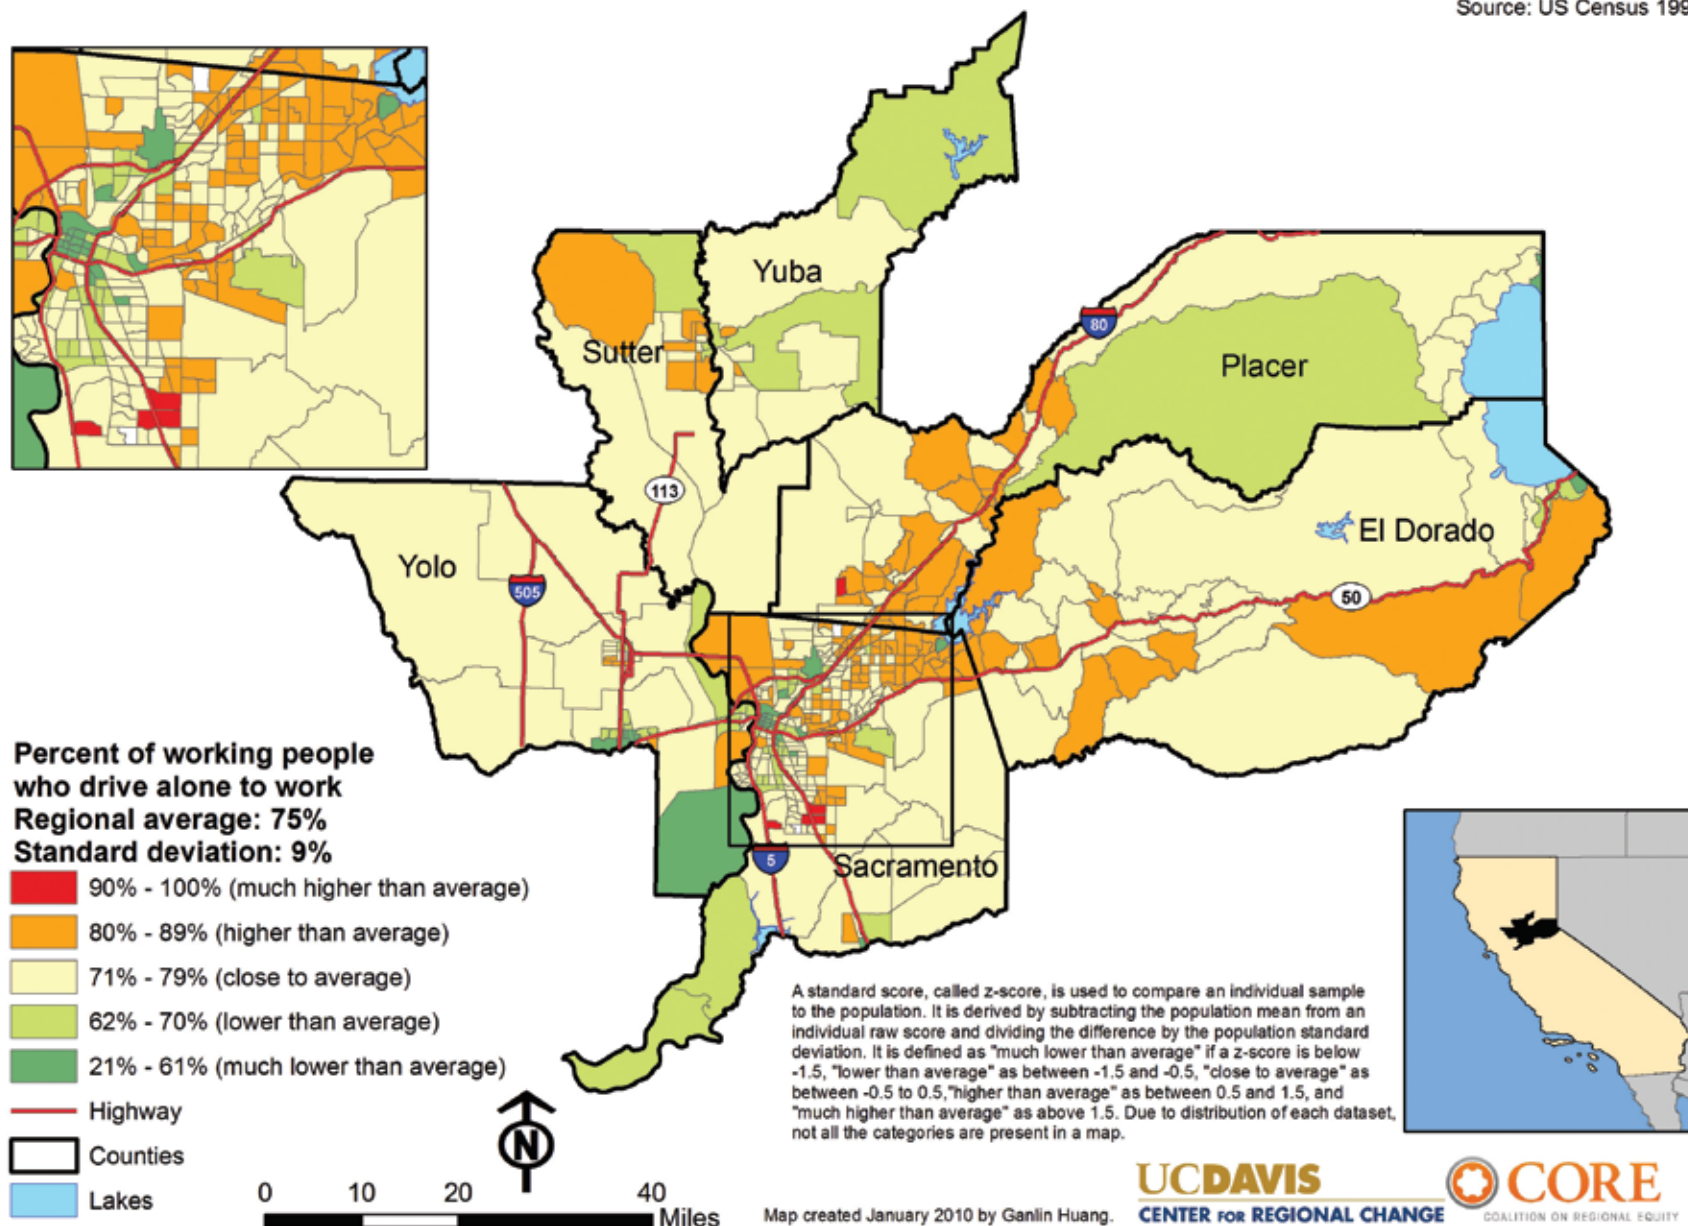 Source: US Census 199
Yuba
80
Sutter
Placer
113
Yolo
El Dorado
505
50
Percent of working people
who drive alone to work
Regional average: 75%
Standard deviation: 9%
5
Sacramento
90% - 100% (much higher than average)
80% - 89% (higher than average)
71% - 79% (close to average)
62% - 70% (lower than average)
21% - 61% (much lower than average)
Highway
Counties
Lakes
N
0 10 20 40
Miles
A standard score, called z-score, is used to compare an individual sample
to the population. It is derived by subtracting the population mean from an
individual raw score and dividing the difference by the population standard
deviation. It is defined as "much lower than average" if a z-score is below
-1.5, "lower than average" as between -1.5 and -0.5, "close to average" as
between -0.5 to 0.5,"higher than average" as between 0.5 and 1.5, and
"much higher than average" as above 1.5. Due to distribution of each dataset,
not all the categories are present in a map.
Map created January 2010 by Ganlin Huang.
UCDAVIS
CENTER FOR REGIONAL CHANGE
CORE
COALITION ON REGIONAL EQUITY